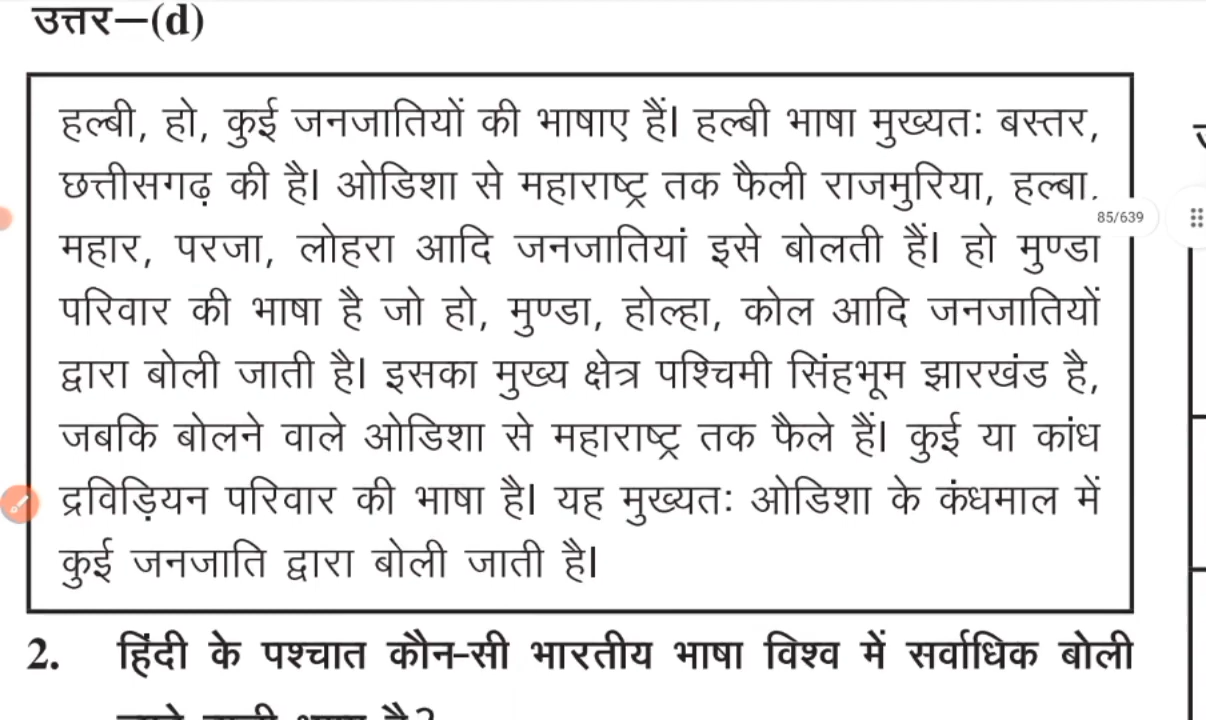 उत्तर—(d)
हल्बी, हो, कुई जनजातियों की भाषाए हैं। हल्बी भाषा मुख्यतः बस्तर,
छत्तीसगढ़ की है। ओडिशा से महाराष्ट्र तक फैली राजमुरिया, हल्बा,
85/639
महार, परजा, लोहरा आदि जनजातियां इसे बोलती हैं। हो मुण्डा
परिवार की भाषा है जो हो, मुण्डा, होल्हा, कोल आदि जनजातियों
द्वारा बोली जाती है। इसका मुख्य क्षेत्र पश्चिमी सिंहभूम झारखंड है,
जबकि बोलने वाले ओडिशा से महाराष्ट्र तक फैले हैं। कुई या कांध
द्रविड़ियन परिवार की भाषा है। यह मुख्यतः ओडिशा के कंधमाल में
कुई जनजाति द्वारा बोली जाती है।
2. हिंदी के पश्चात कौन-सी भारतीय भाषा विश्व में सर्वाधिक बोली